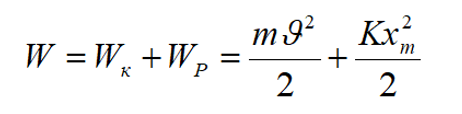 W = W_к + W_P = mϑ²/2 + Kx_m²/2